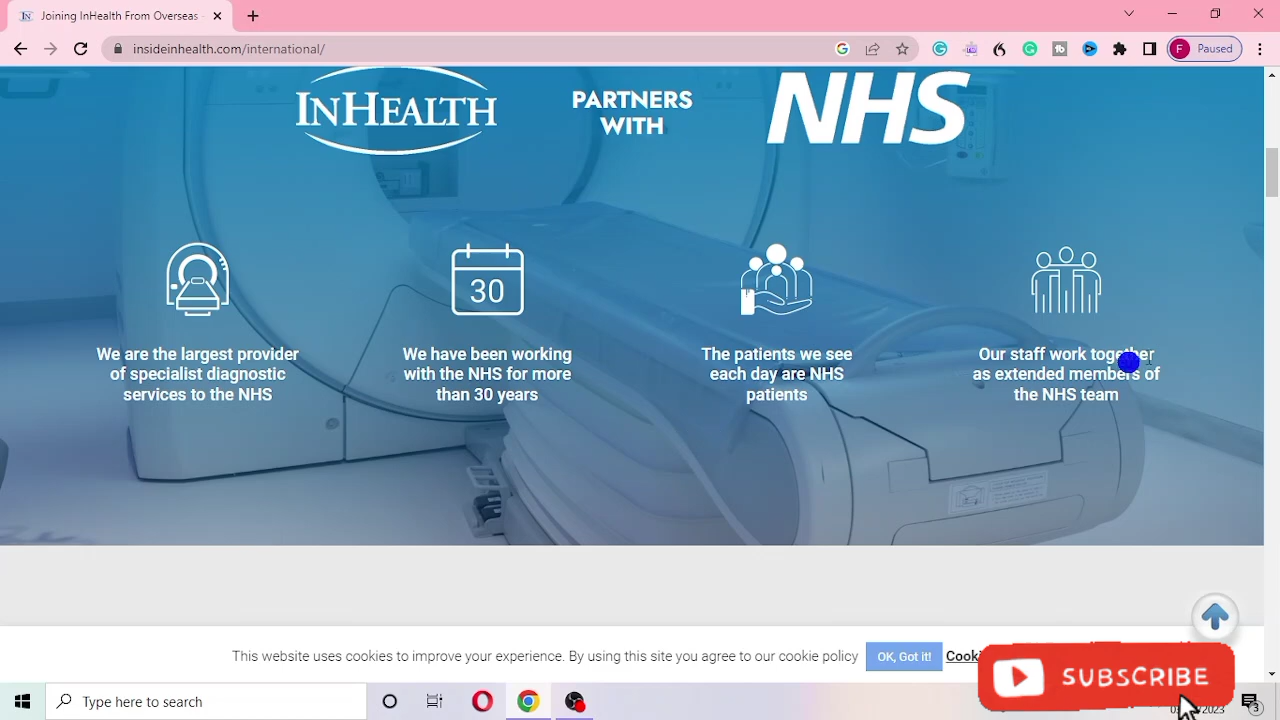 Joining InHealth From Overseas
insideinhealth.com/international/
F Paused
INHEALTH
PARTNERS
WITH
NHS
30
We are the largest provider
of specialist diagnostic
services to the NHS
We have been working
with the NHS for more
than 30 years
The patients we see
each day are NHS
patients
Our staff work together
as extended members of
the NHS team
This website uses cookies to improve your experience. By using this site you agree to our cookie policy
OK, Got it!
SUBSCRIBE
Type here to search
3